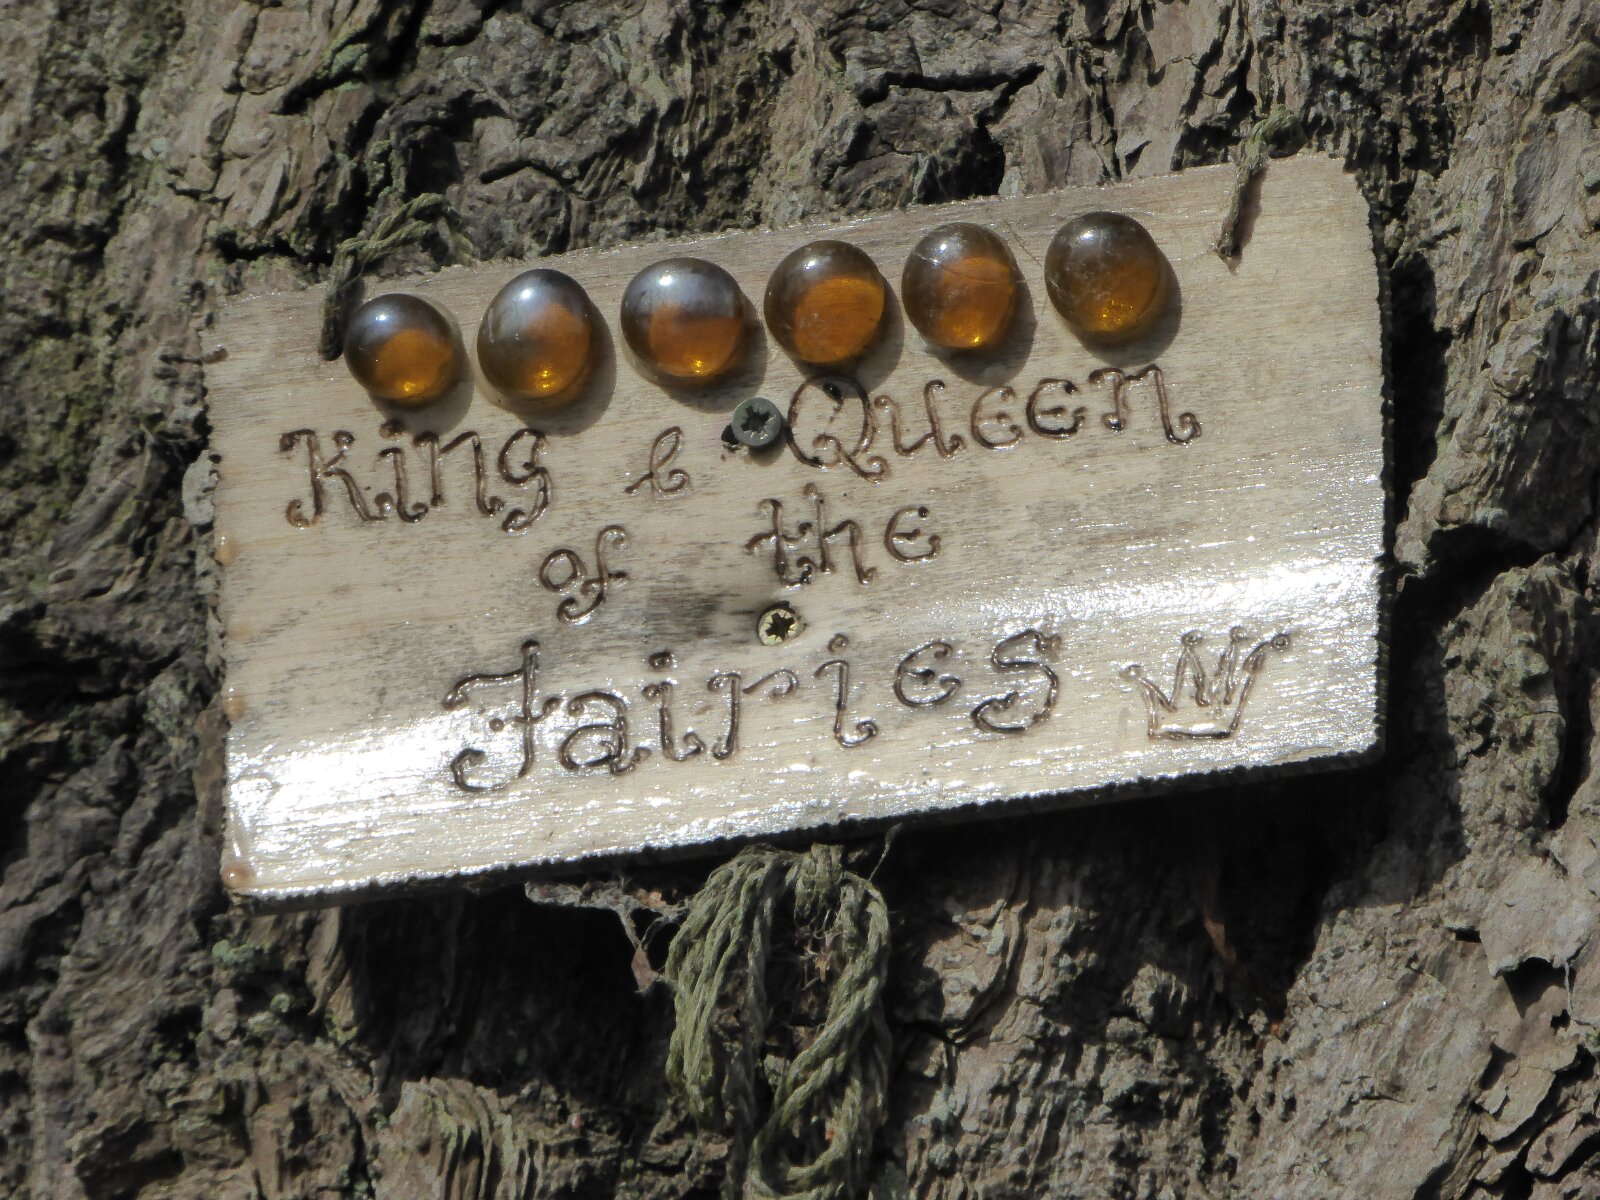 King & Queen
of the
Fairies